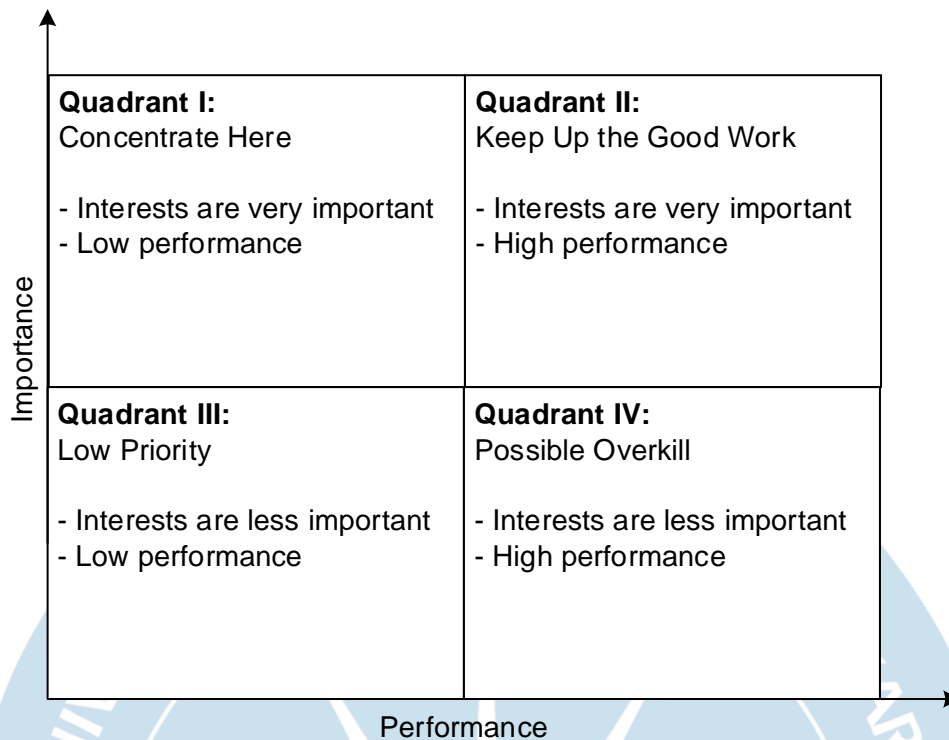 Quadrant I:
Concentrate Here
- Interests are very important
- Low performance
Quadrant II:
Keep Up the Good Work
- Interests are very important
- High performance
Importance
Quadrant III:
Low Priority
- Interests are less important
- Low performance
Quadrant IV:
Possible Overkill
- Interests are less important
- High performance
Performance